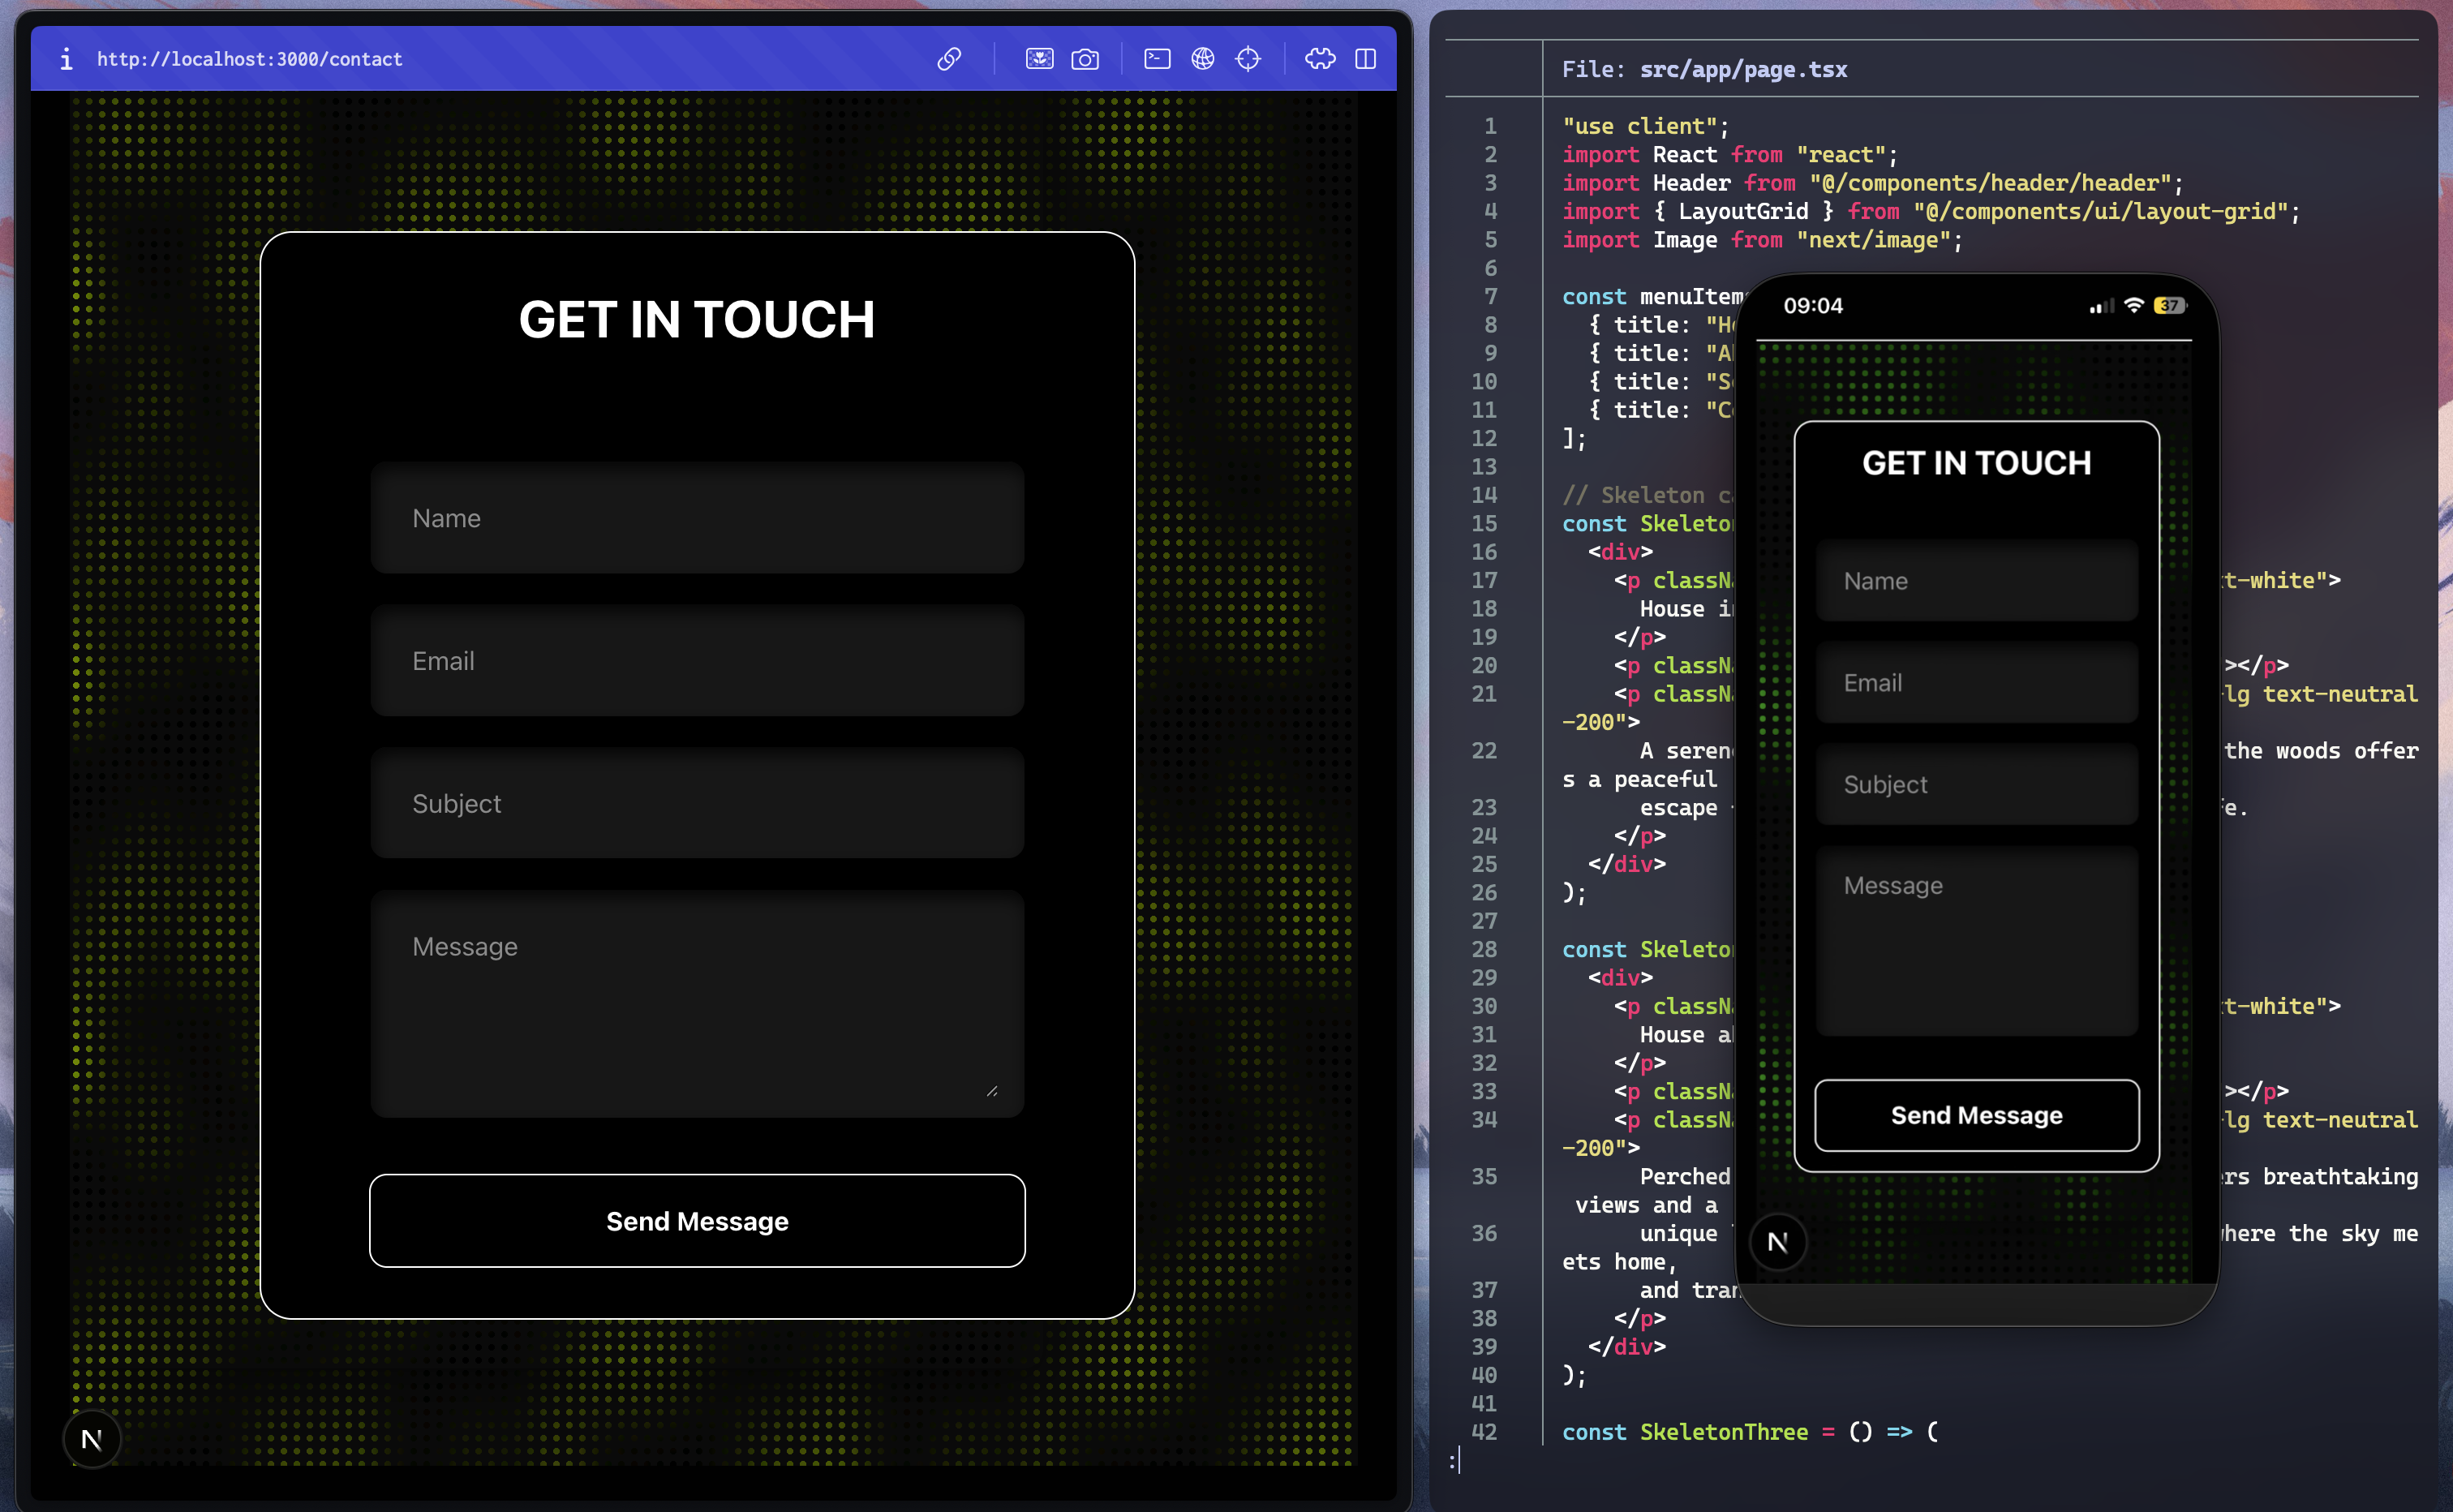 http://localhost:3000/contact
GET IN TOUCH
Name
Email
Subject
Message
Send Message
N
File: src/app/page.tsx
1 "use client";
2 import React from "react";
3 import Header from "@/components/header/header";
4 import { LayoutGrid } from "@/components/ui/layout-grid";
5 import Image from "next/image";
6
7 const menuItem
8 { title: "H
9 { title: "A
10 { title: "S
11 { title: "C
12 ];
13
14 // Skeleton c
15 const Skeleto
16 <div>
17 <p classN t-white">
18 House i
19 </p>
20 <p classN ></p>
21 <p classN lg text-neutral
-200">
22 A seren the woods offer
s a peaceful
23 escape e.
24 </p>
25 </div>
26 );
27
28 const Skeleto
29 <div>
30 <p classN t-white">
31 House a
32 </p>
33 <p classN ></p>
34 <p classN lg text-neutral
-200">
35 Perched rs breathtaking
views and a
36 unique here the sky me
ets home,
37 and tran
38 </p>
39 </div>
40 );
41
42 const SkeletonThree = () => (
:
09:04
37
GET IN TOUCH
Name
Email
Subject
Message
Send Message
N